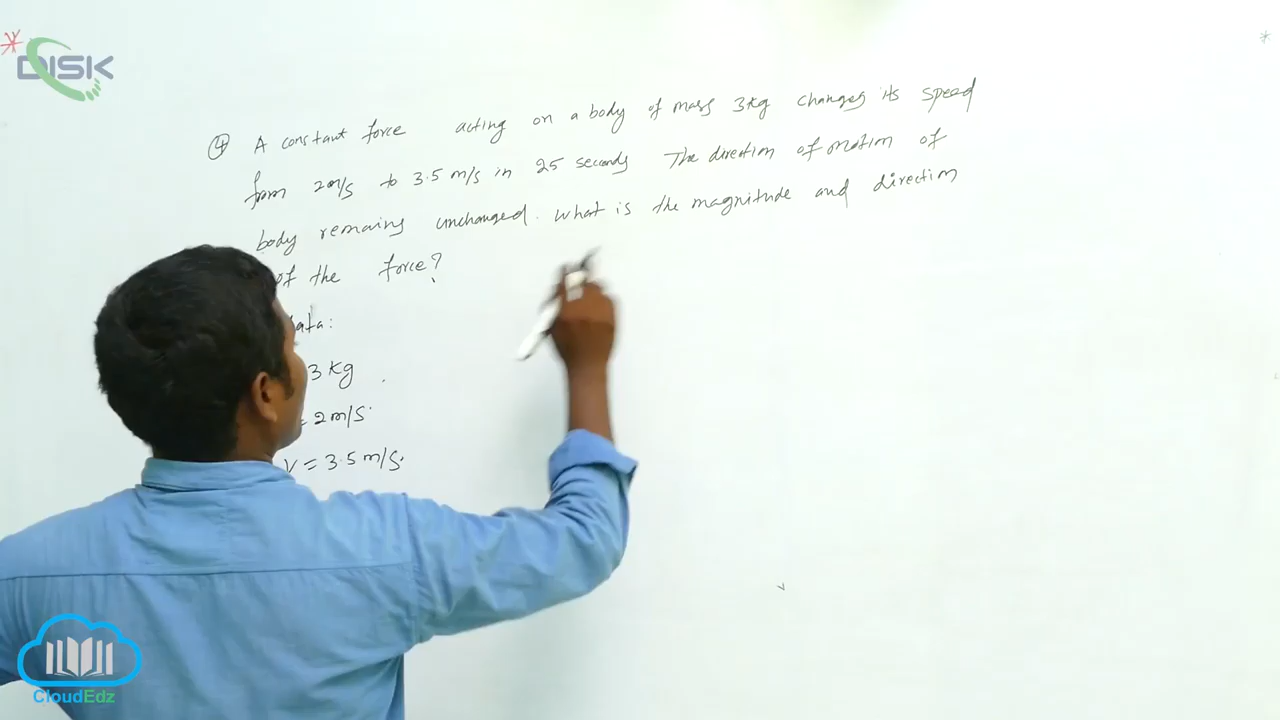 DISK
④ A constant force acting on a body of mass 3kg changes its speed
from 2m/s to 3.5 m/s in 25 seconds The direction of motion of
body remains unchanged. What is the magnitude and direction
of the force?
ata:
3 kg
= 2 m/s.
V = 3.5 m/s.
CloudEdz